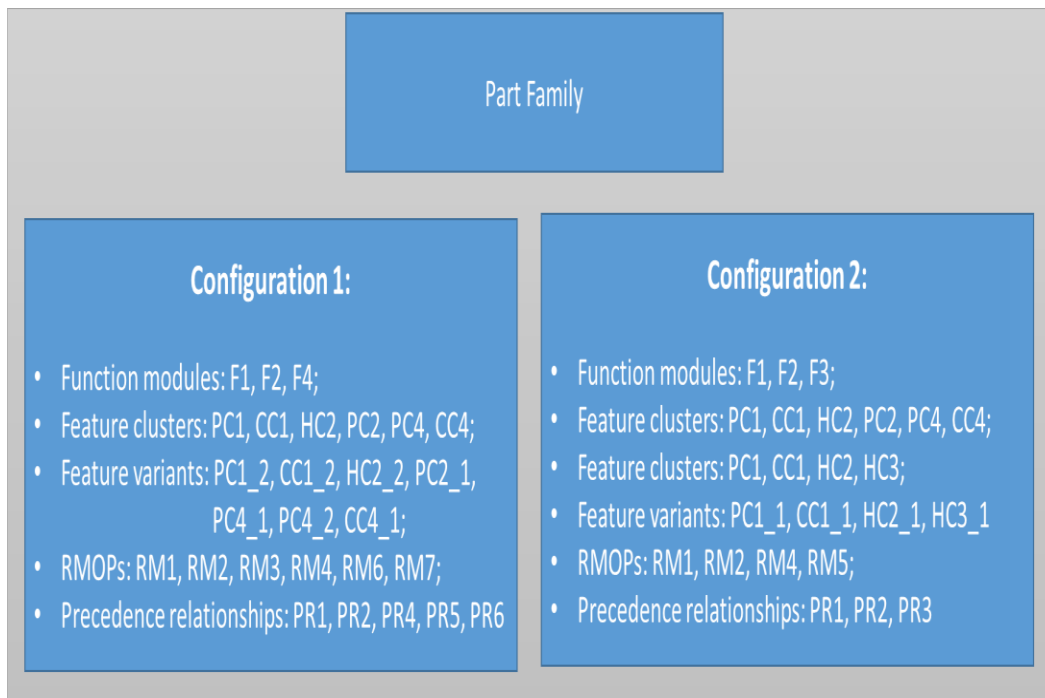 Part Family
Configuration 1:
• Function modules: F1, F2, F4;
• Feature clusters: PC1, CC1, HC2, PC2, PC4, CC4;
• Feature variants: PC1_2, CC1_2, HC2_2, PC2_1,
PC4_1, PC4_2, CC4_1;
• RMOPs: RM1, RM2, RM3, RM4, RM6, RM7;
• Precedence relationships: PR1, PR2, PR4, PR5, PR6
Configuration 2:
• Function modules: F1, F2, F3;
• Feature clusters: PC1, CC1, HC2, PC2, PC4, CC4;
• Feature clusters: PC1, CC1, HC2, HC3;
• Feature variants: PC1_1, CC1_1, HC2_1, HC3_1
• RMOPs: RM1, RM2, RM4, RM5;
• Precedence relationships: PR1, PR2, PR3